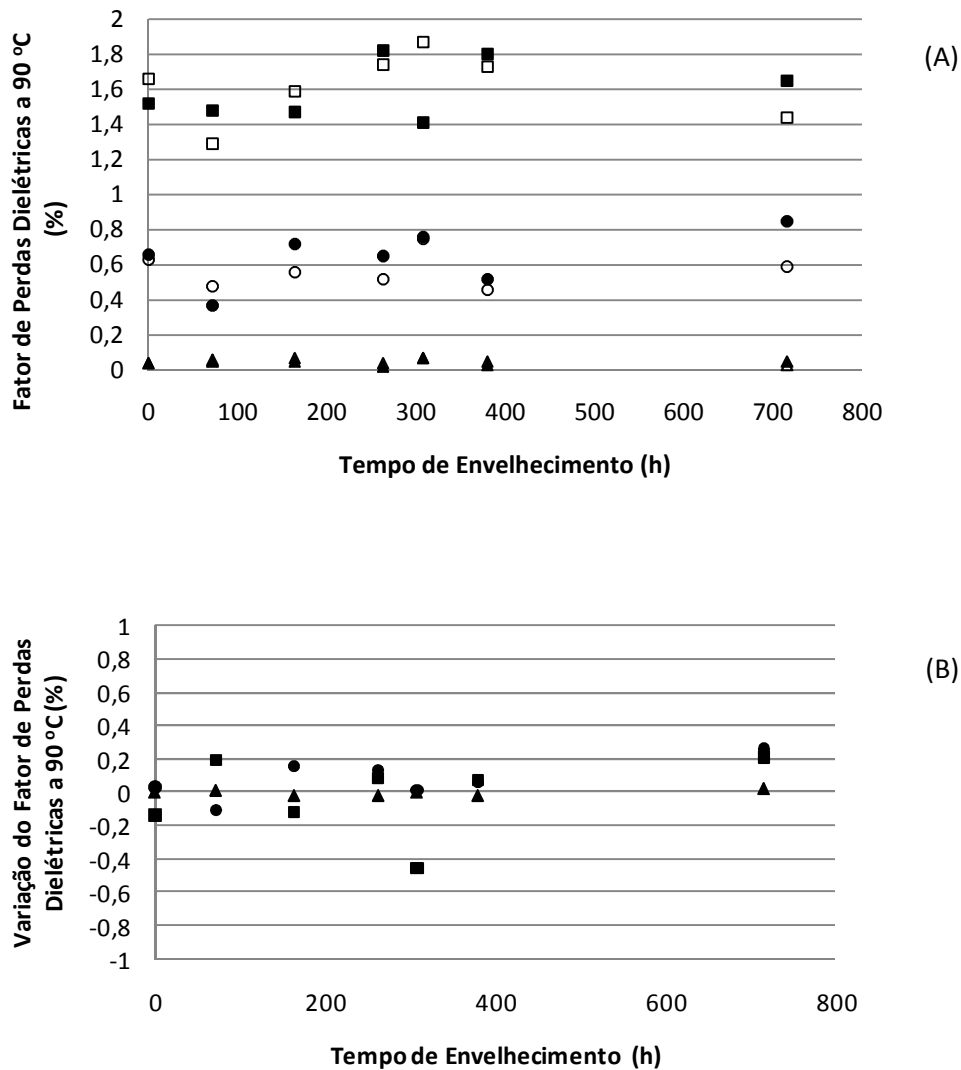 (A)
Fator de Perdas Dielétricas a 90 ºC
(%)
2
1,8
1,6
1,4
1,2
1
0,8
0,6
0,4
0,2
0
0 100 200 300 400 500 600 700 800
Tempo de Envelhecimento (h)
(B)
Variação do Fator de Perdas
Dielétricas a 90 ºC (%)
1
0,8
0,6
0,4
0,2
0
-0,2
-0,4
-0,6
-0,8
-1
0 200 400 600 800
Tempo de Envelhecimento (h)